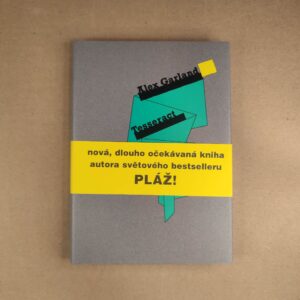 Alex Garland
Tesseract
nová, dlouho očekávaná kniha
autora světového bestselleru
PLÁŽ!